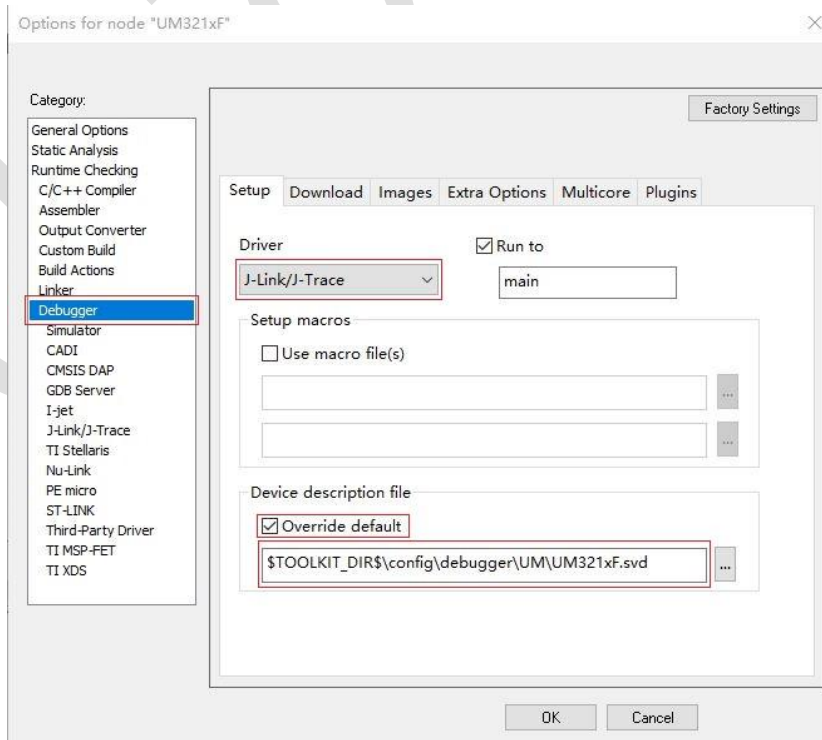 Options for node "UM321xF"
Category:
Factory Settings
General Options
Static Analysis
Runtime Checking
C/C++ Compiler
Assembler
Output Converter
Custom Build
Build Actions
Linker
Debugger
Simulator
CADI
CMSIS DAP
GDB Server
I-jet
J-Link/J-Trace
TI Stellaris
Nu-Link
PE micro
ST-LINK
Third-Party Driver
TI MSP-FET
TI XDS
Setup Download Images Extra Options Multicore Plugins
Driver Run to
J-Link/J-Trace main
Setup macros
Use macro file(s)
...
...
Device description file
Override default
$TOOLKIT_DIR$\config\debugger\UM\UM321xF.svd ...
OK Cancel